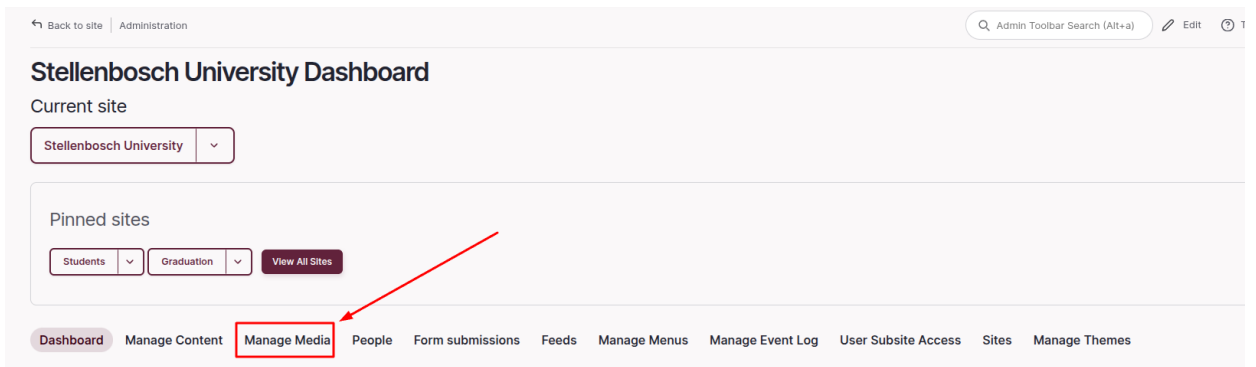 Back to site Administration Admin Toolbar Search (Alt+a) Edit
Stellenbosch University Dashboard
Current site
Stellenbosch University
Pinned sites
Students Graduation View All Sites
Dashboard Manage Content Manage Media People Form submissions Feeds Manage Menus Manage Event Log User Subsite Access Sites Manage Themes